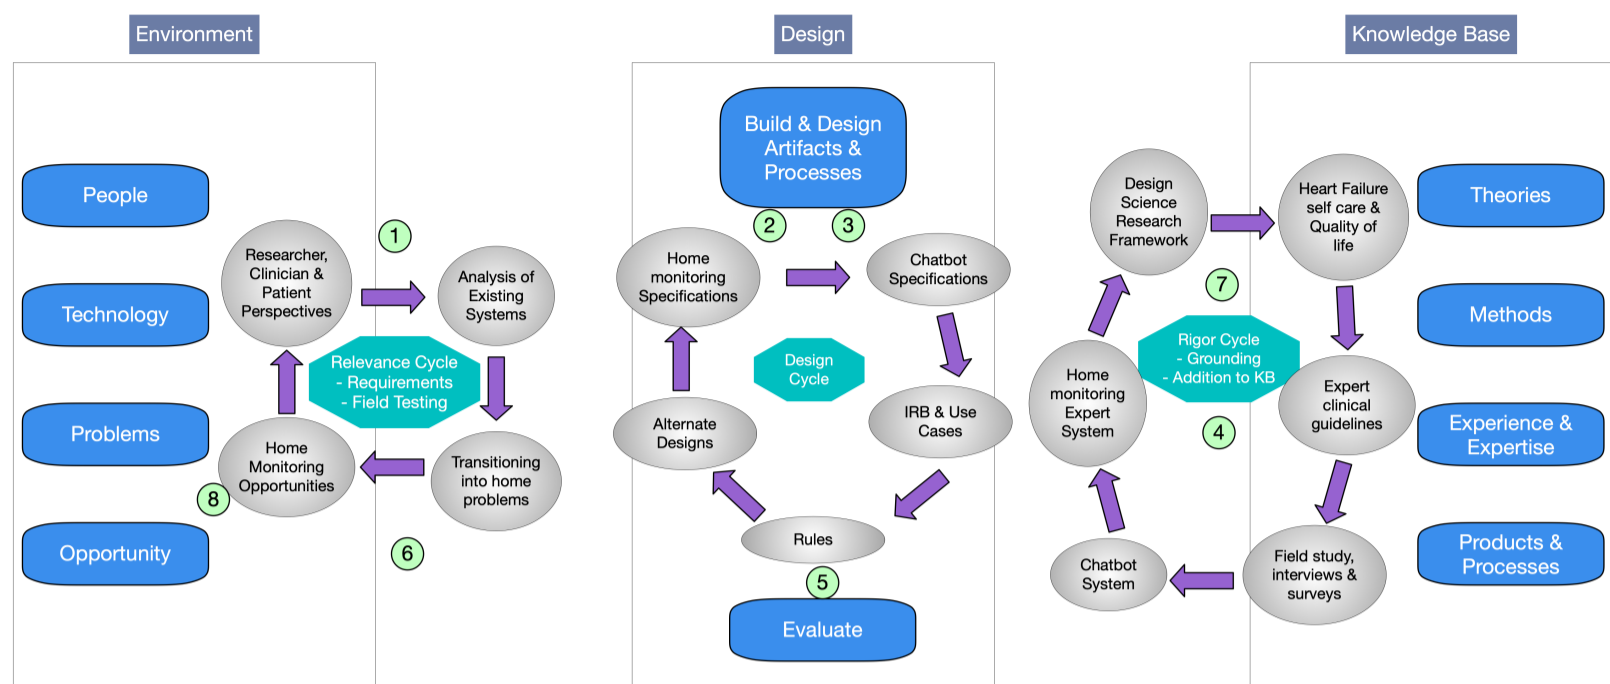 Environment
Design
Knowledge Base
People
Technology
Problems
Opportunity
Researcher,
Clinician &
Patient
Perspectives
1
Analysis of
Existing
Systems
Relevance Cycle
- Requirements
- Field Testing
Home
Monitoring
Opportunities
Transitioning
into home
problems
8
6
Build & Design
Artifacts &
Processes
2
3
Home
monitoring
Specifications
Chatbot
Specifications
Design
Cycle
Alternate
Designs
IRB & Use
Cases
Rules
5
Evaluate
Design
Science
Research
Framework
Heart Failure
self care &
Quality of
life
7
Rigor Cycle
- Grounding
- Addition to KB
4
Home
monitoring
Expert
System
Expert
clinical
guidelines
Chatbot
System
Field study,
interviews &
surveys
Theories
Methods
Experience &
Expertise
Products &
Processes